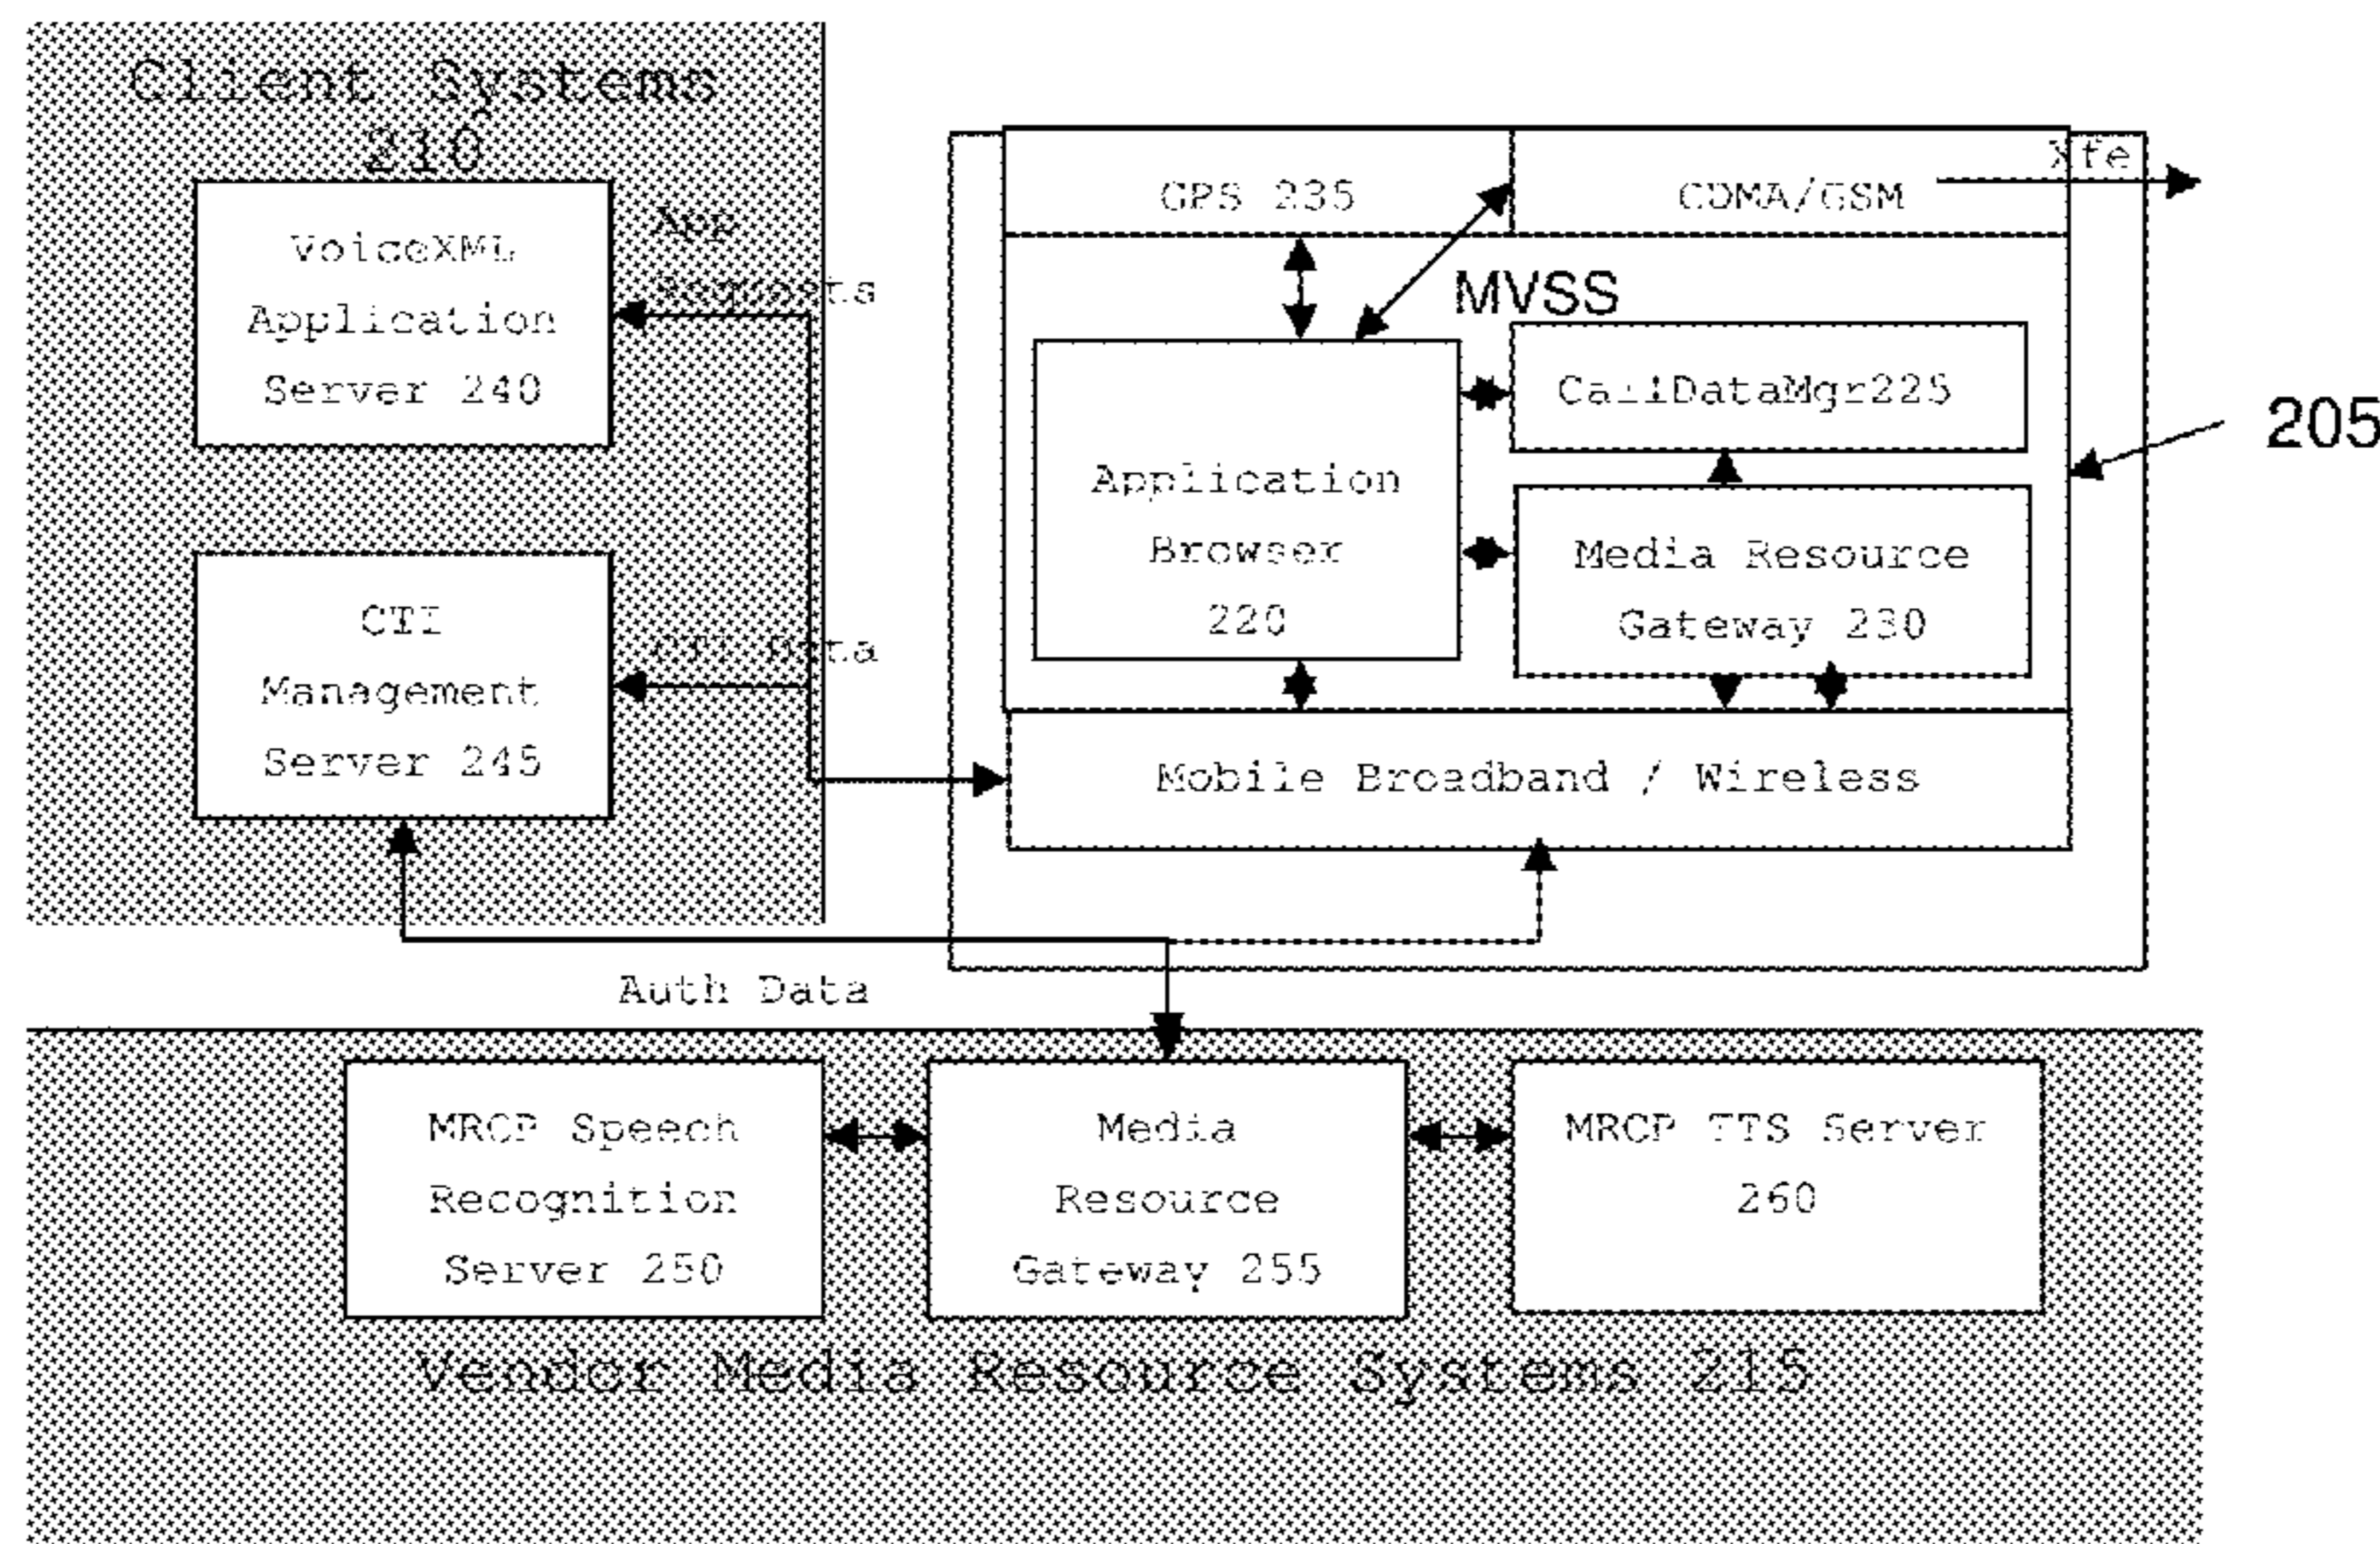 Client Systems
210
VoiceXML
Application
Server 240
App
Requests
CTI
Management
Server 245
CTI Data
GPS 235
CDMA/GSM
Xfe
MVSS
Application
Browser
220
CallDataMgr225
Media Resource
Gateway 230
205
Mobile Broadband / Wireless
Auth Data
MRCP Speech
Recognition
Server 250
Media
Resource
Gateway 255
MRCP TTS Server
260
Vendor Media Resource Systems 215